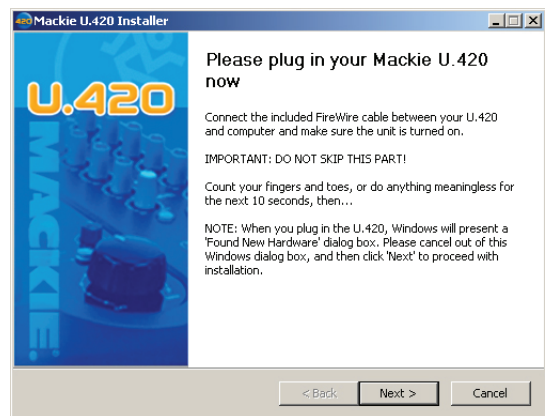 420 Mackie U.420 Installer
Please plug in your Mackie U.420
now
U.420
Connect the included FireWire cable between your U.420
and computer and make sure the unit is turned on.
IMPORTANT: DO NOT SKIP THIS PART!
Count your fingers and toes, or do anything meaningless for
the next 10 seconds, then...
NOTE: When you plug in the U.420, Windows will present a
'Found New Hardware' dialog box. Please cancel out of this
Windows dialog box, and then click 'Next' to proceed with
installation.
MACKIE
< Back Next > Cancel